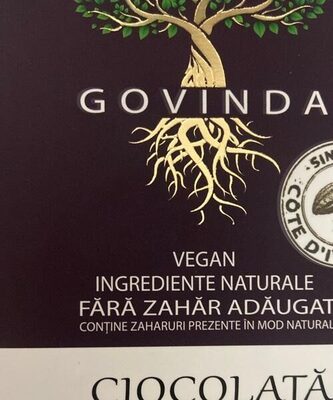 GOVINDA
VEGAN
INGREDIENTE NATURALE
FĂRĂ ZAHĂR ADĂUGAT
CONȚINE ZAHARURI PREZENTE ÎN MOD NATURAL
CIOCOLATĂ